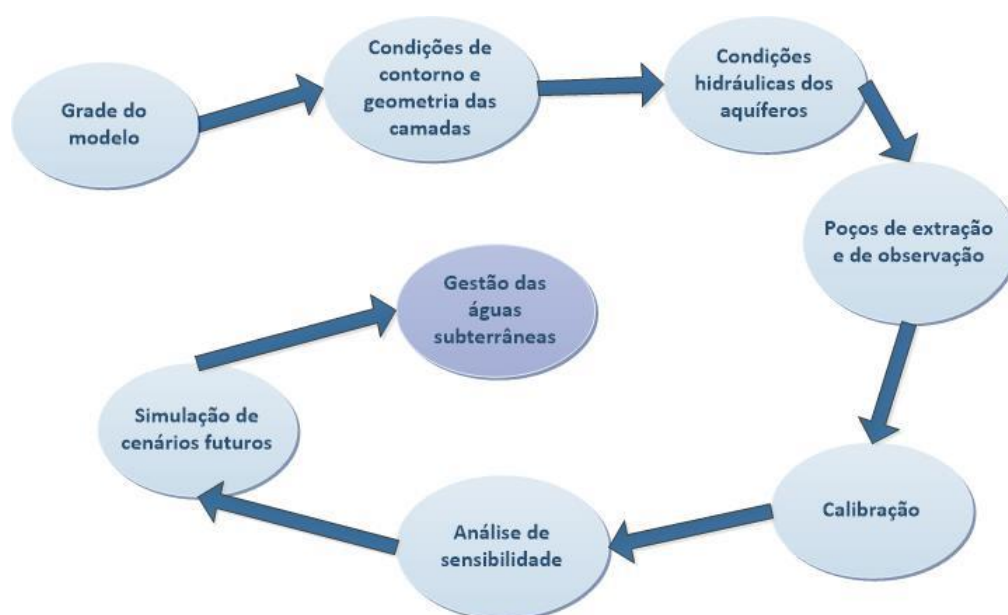 Grade do
modelo
Condições de
contorno e
geometria das
camadas
Condições
hidráulicas dos
aquíferos
Poços de extração
e de observação
Calibração
Análise de
sensibilidade
Simulação de
cenários futuros
Gestão das
águas
subterrâneas